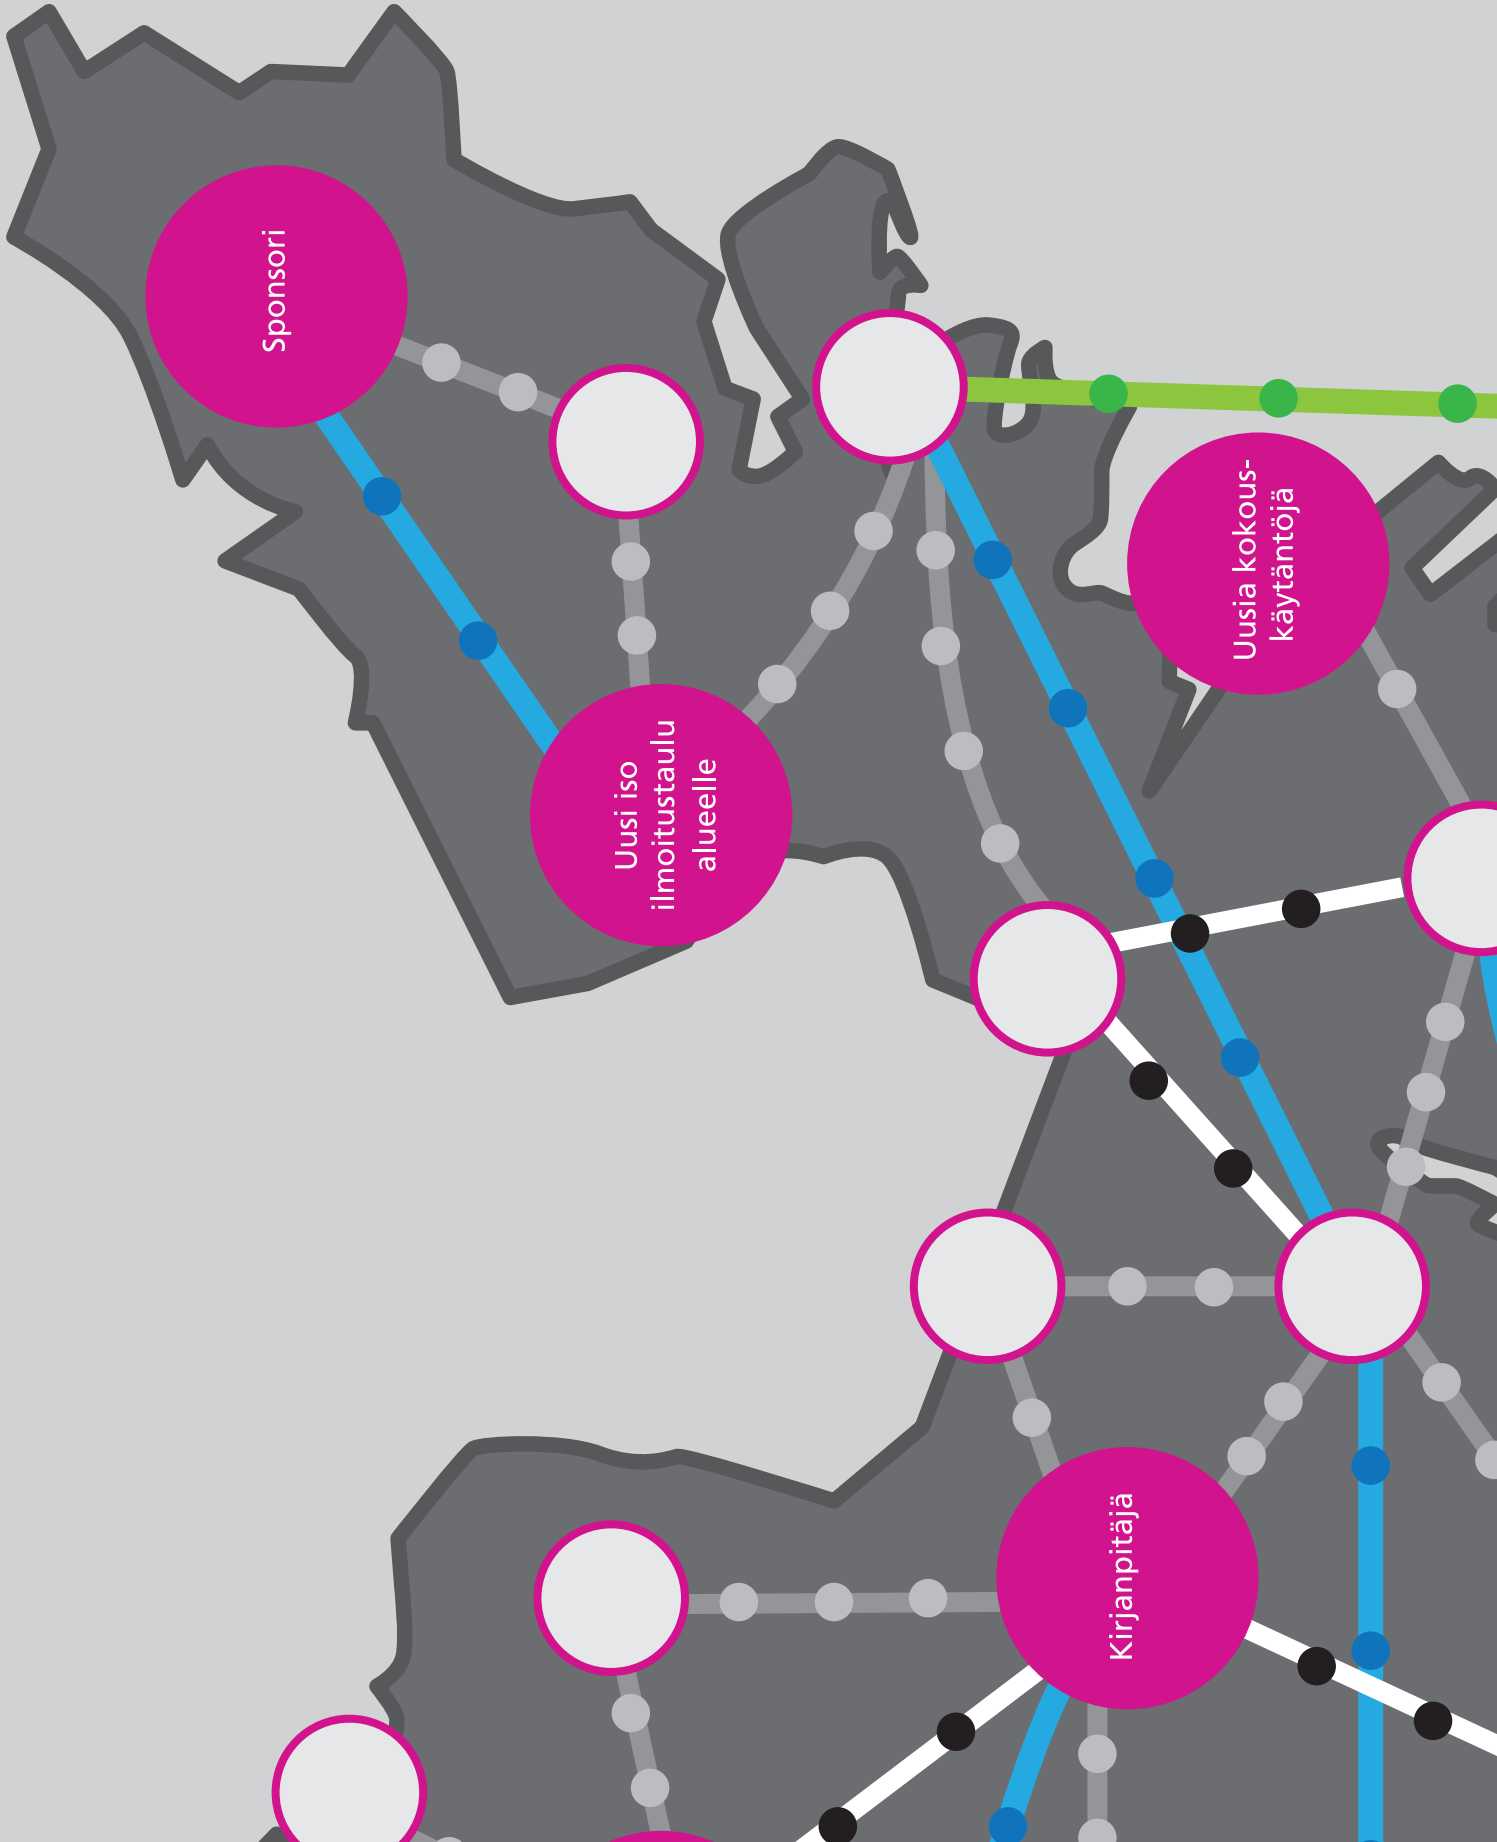 Sponsori
Uusi iso
ilmoitustaulu
alueelle
Uusia kokous-
käytäntöjä
Kirjanpitäjä